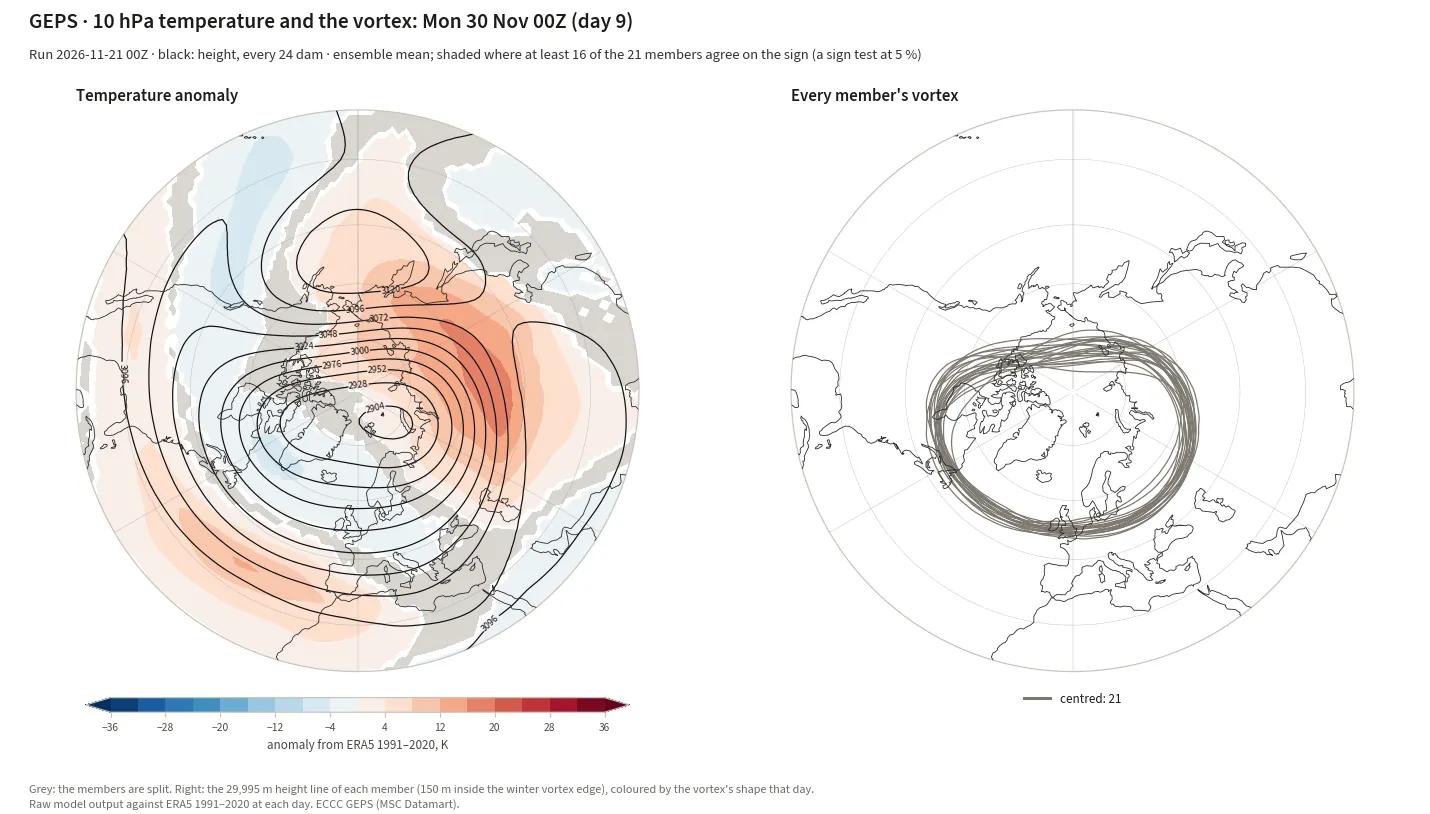 GEPS · 10 hPa temperature and the vortex: Mon 30 Nov 00Z (day 9)
Run 2026-11-21 00Z · black: height, every 24 dam · ensemble mean; shaded where at least 16 of the 21 members agree on the sign (a sign test at 5 %)
Temperature anomaly
Every member's vortex
3120
3096
3072
3048
3024
3000
2976
2952
2928
2904
3096
3096
−36 −28 −20 −12 −4 4 12 20 28 36
anomaly from ERA5 1991–2020, K
centred: 21
Grey: the members are split. Right: the 29,995 m height line of each member (150 m inside the winter vortex edge), coloured by the vortex's shape that day.
Raw model output against ERA5 1991–2020 at each day. ECCC GEPS (MSC Datamart).